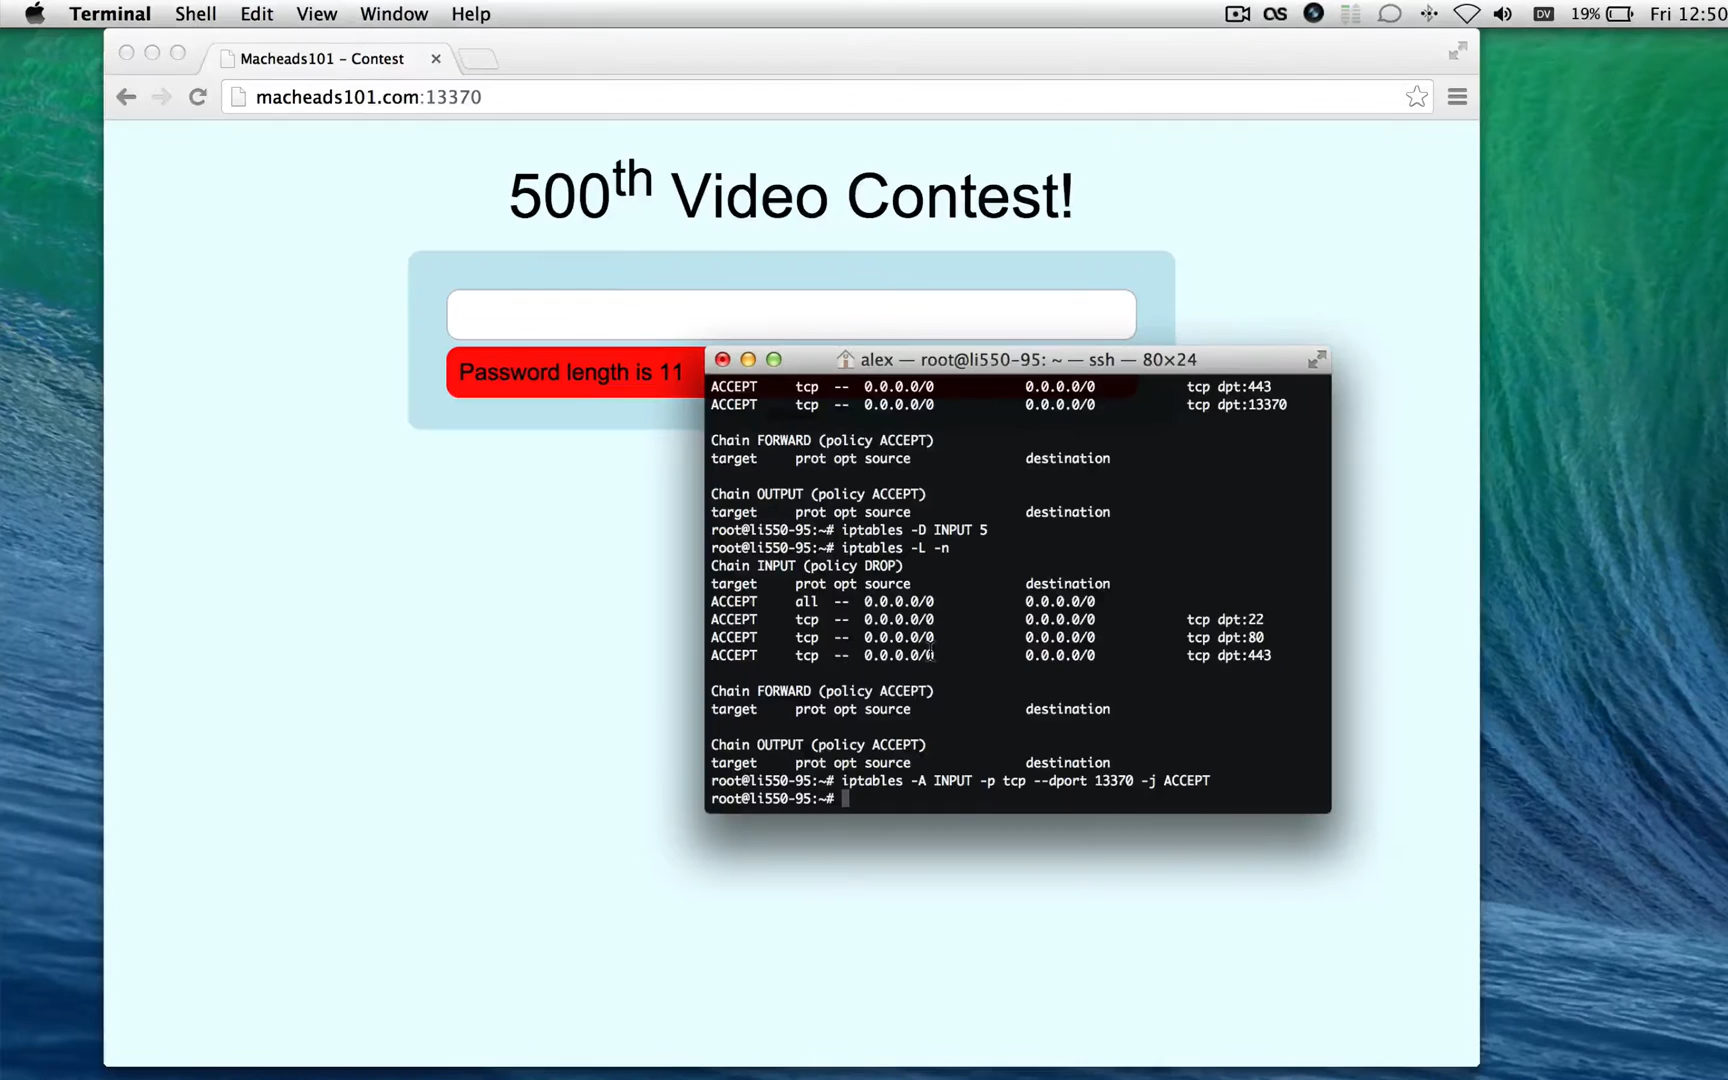 Terminal Shell Edit View Window Help DV 19% Fri 12:50
Macheads101 – Contest
macheads101.com:13370
500th Video Contest!
Password length is 11
alex — root@li550-95: ~ — ssh — 80×24
ACCEPT tcp -- 0.0.0.0/0 0.0.0.0/0 tcp dpt:443
ACCEPT tcp -- 0.0.0.0/0 0.0.0.0/0 tcp dpt:13370
Chain FORWARD (policy ACCEPT)
target prot opt source destination
Chain OUTPUT (policy ACCEPT)
target prot opt source destination
root@li550-95:~# iptables -D INPUT 5
root@li550-95:~# iptables -L -n
Chain INPUT (policy DROP)
target prot opt source destination
ACCEPT all -- 0.0.0.0/0 0.0.0.0/0
ACCEPT tcp -- 0.0.0.0/0 0.0.0.0/0 tcp dpt:22
ACCEPT tcp -- 0.0.0.0/0 0.0.0.0/0 tcp dpt:80
ACCEPT tcp -- 0.0.0.0/0 0.0.0.0/0 tcp dpt:443
Chain FORWARD (policy ACCEPT)
target prot opt source destination
Chain OUTPUT (policy ACCEPT)
target prot opt source destination
root@li550-95:~# iptables -A INPUT -p tcp --dport 13370 -j ACCEPT
root@li550-95:~#